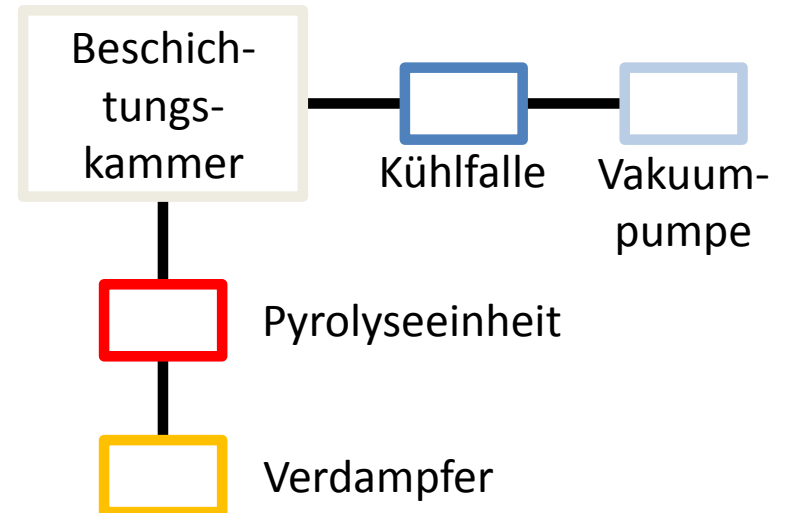 Beschich-
tungs-
kammer
Kühlfalle
Vakuum-
pumpe
Pyrolyseeinheit
Verdampfer